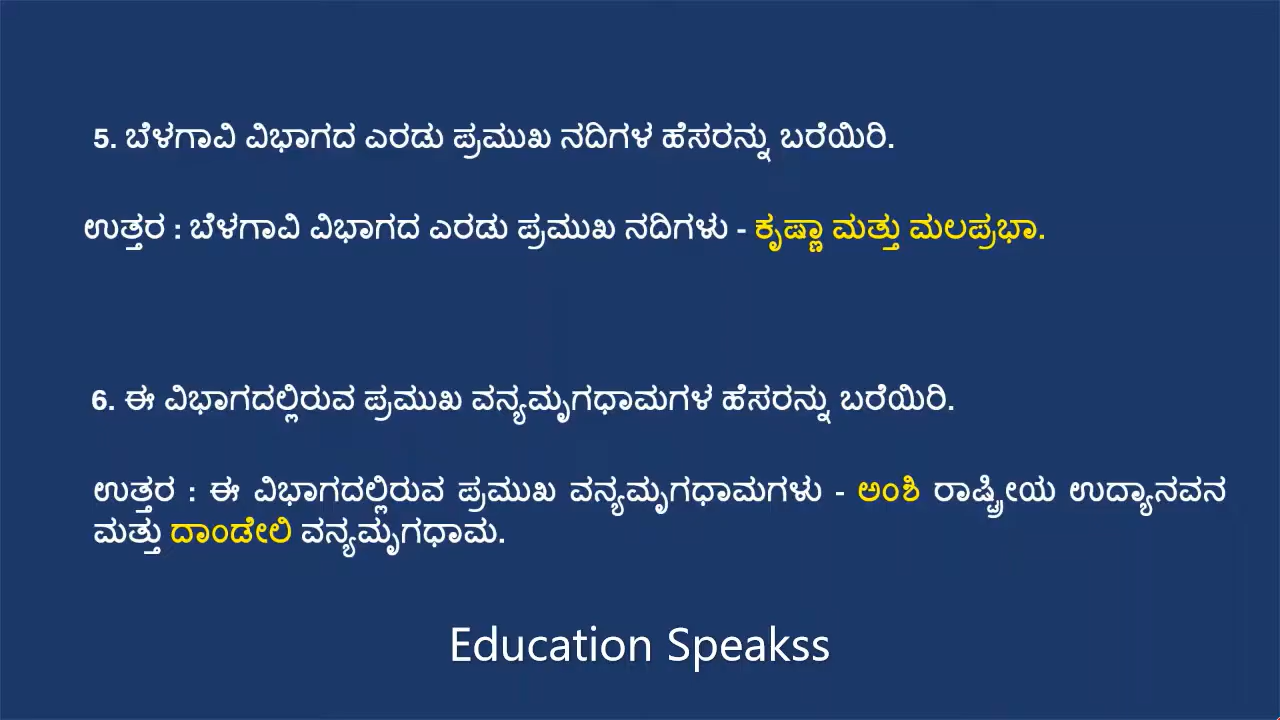 5. ಬೆಳಗಾವಿ ವಿಭಾಗದ ಎರಡು ಪ್ರಮುಖ ನದಿಗಳ ಹೆಸರನ್ನು ಬರೆಯಿರಿ.
ಉತ್ತರ : ಬೆಳಗಾವಿ ವಿಭಾಗದ ಎರಡು ಪ್ರಮುಖ ನದಿಗಳು - ಕೃಷ್ಣಾ ಮತ್ತು ಮಲಪ್ರಭಾ.
6. ಈ ವಿಭಾಗದಲ್ಲಿರುವ ಪ್ರಮುಖ ವನ್ಯಮೃಗಧಾಮಗಳ ಹೆಸರನ್ನು ಬರೆಯಿರಿ.
ಉತ್ತರ : ಈ ವಿಭಾಗದಲ್ಲಿರುವ ಪ್ರಮುಖ ವನ್ಯಮೃಗಧಾಮಗಳು - ಅಂಶಿ ರಾಷ್ಟ್ರೀಯ ಉದ್ಯಾನವನ
ಮತ್ತು ದಾಂಡೇಲಿ ವನ್ಯಮೃಗಧಾಮ.
Education Speakss